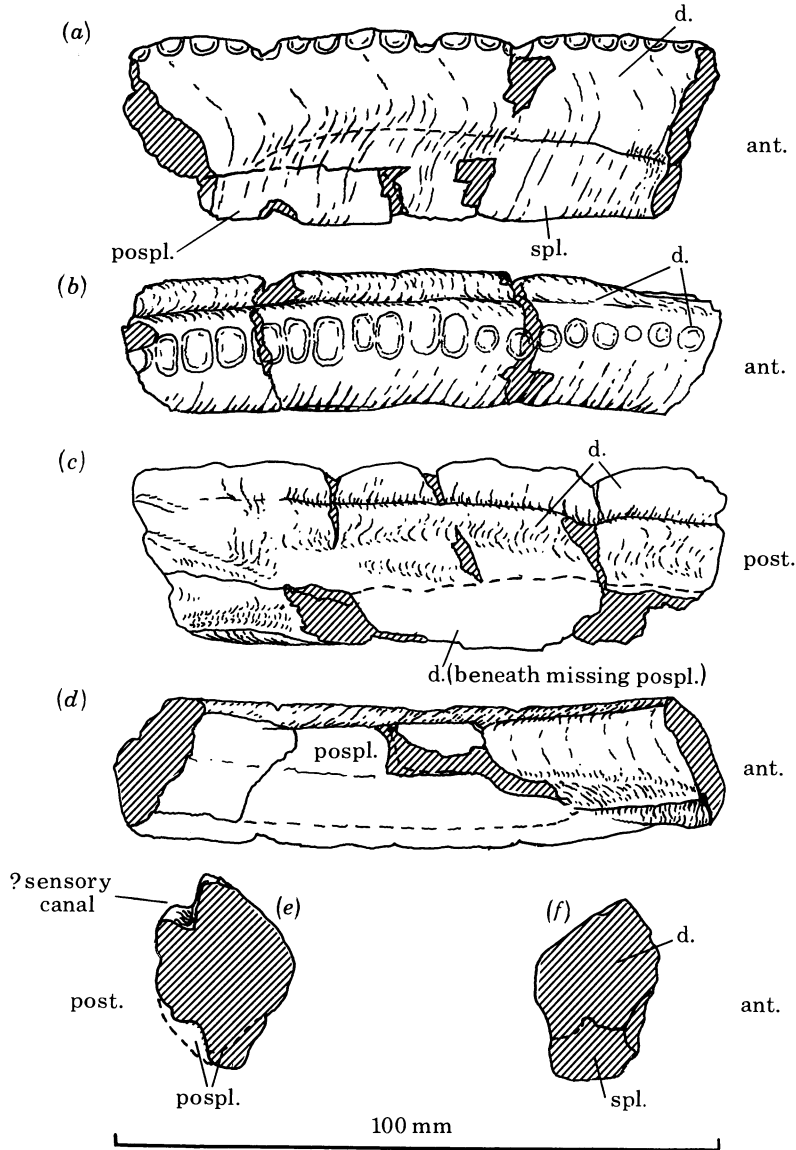 (a)
d.
ant.
pospl.
spl.
(b)
d.
ant.
(c)
d.
post.
d.(beneath missing pospl.)
(d)
pospl.
ant.
? sensory
canal
(e)
(f)
d.
post.
ant.
pospl.
spl.
100 mm